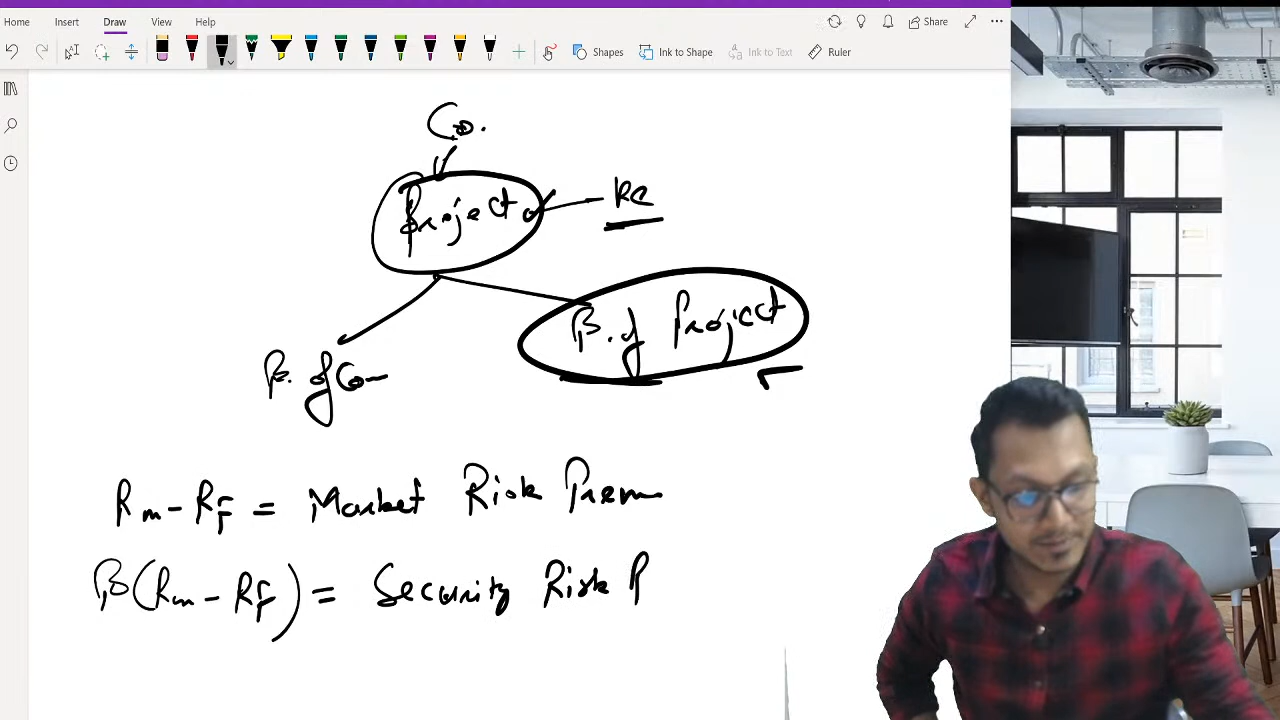 Home Insert Draw View Help Share
Shapes Ink to Shape Ink to Text Ruler
Co.
Project
β. of Project
β. of Co
Rm - RF = Market Risk Prem
β(Rm - RF) = Security Risk P